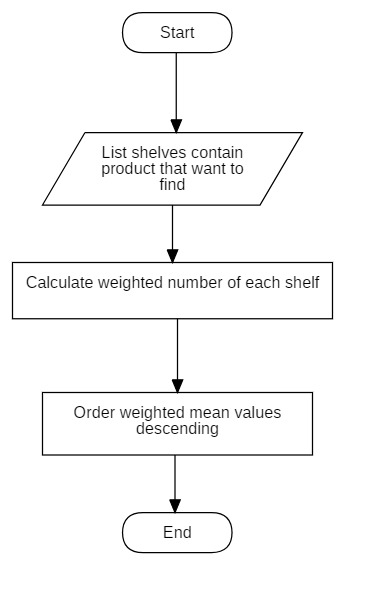 Start
List shelves contain
product that want to
find
Calculate weighted number of each shelf
Order weighted mean values
descending
End